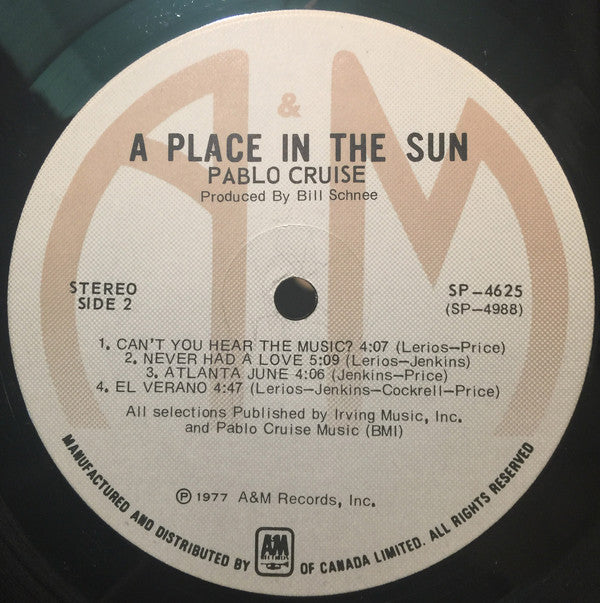 &
A PLACE IN THE SUN
PABLO CRUISE
Produced By Bill Schnee
STEREO
SIDE 2
SP–4625
(SP–4988)
1. CAN'T YOU HEAR THE MUSIC? 4:07 (Lerios–Price)
2. NEVER HAD A LOVE 5:09 (Lerios–Jenkins)
3. ATLANTA JUNE 4:06 (Jenkins–Price)
4. EL VERANO 4:47 (Lerios–Jenkins–Cockrell–Price)
All selections Published by Irving Music, Inc.
and Pablo Cruise Music (BMI)
Ⓟ 1977 A&M Records, Inc.
MANUFACTURED AND DISTRIBUTED BY A&M RECORDS OF CANADA LIMITED. ALL RIGHTS RESERVED